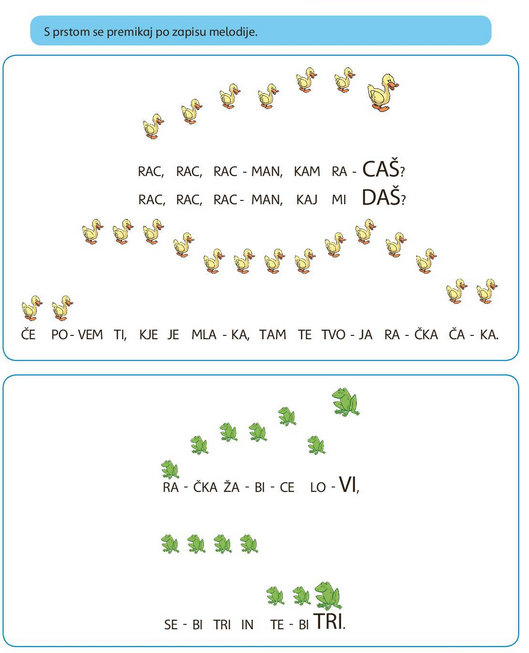 S prstom se premikaj po zapisu melodije.
RAC, RAC, RAC - MAN, KAM RA - CAŠ?
RAC, RAC, RAC - MAN, KAJ MI DAŠ?
ČE PO - VEM TI, KJE JE MLA - KA, TAM TE TVO - JA RA - ČKA ČA - KA.
RA - ČKA ŽA - BI - CE LO - VI,
SE - BI TRI IN TE - BI TRI.